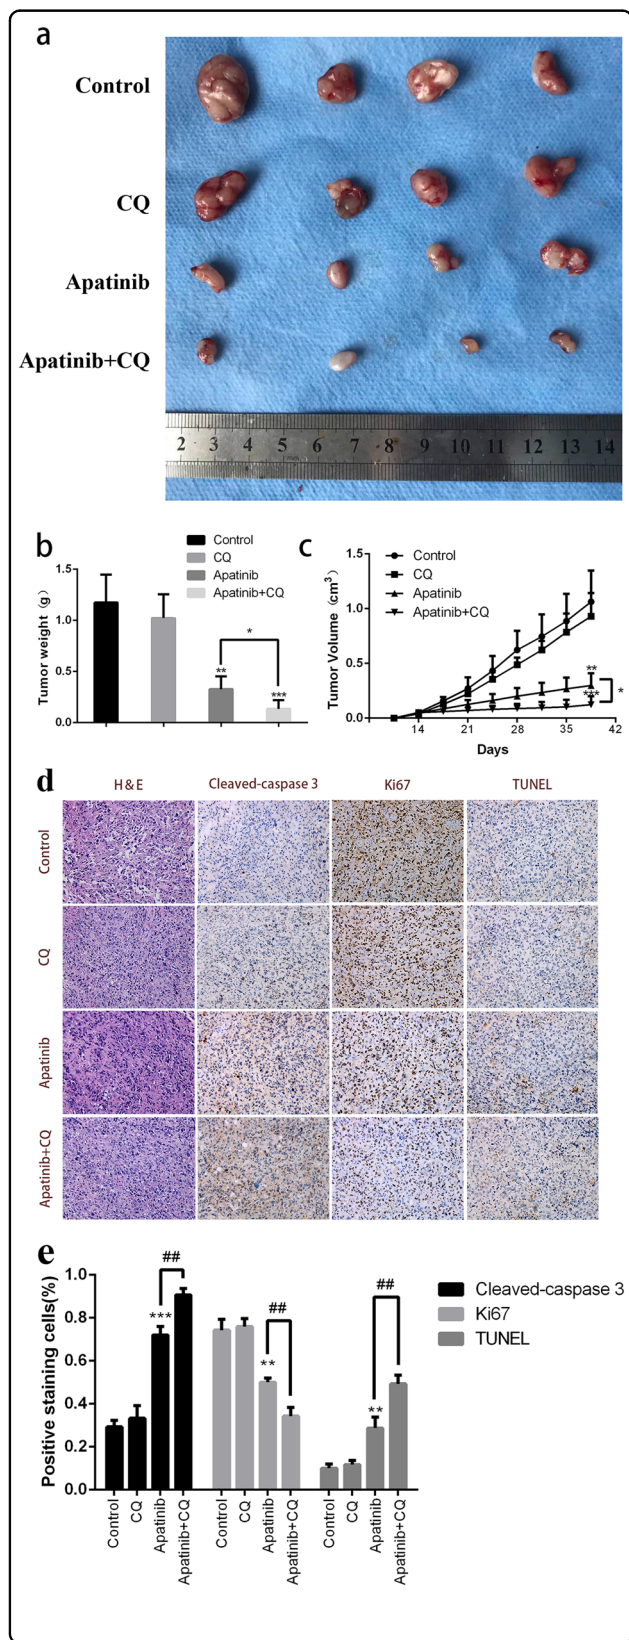 a
Control
CQ
Apatinib
Apatinib+CQ
2 3 4 5 6 7 8 9 10 11 12 13 14
mm
b
Control
CQ
Apatinib
Apatinib+CQ
Tumor weight (g)
1.5
1.0
0.5
0.0
*
**
***
c
Control
CQ
Apatinib
Apatinib+CQ
Tumor Volume (cm3)
1.5
1.0
0.5
0.0
**
***
*
14 21 28 35 42
Days
d
H & E Cleaved-caspase 3 Ki67 TUNEL
Control
CQ
Apatinib
Apatinib+CQ
e
Positive staining cells(%)
1.0
0.8
0.6
0.4
0.2
0.0
##
***
##
**
##
**
Cleaved-caspase 3
Ki67
TUNEL
Control
CQ
Apatinib
Apatinib+CQ
Control
CQ
Apatinib
Apatinib+CQ
Control
CQ
Apatinib
Apatinib+CQ